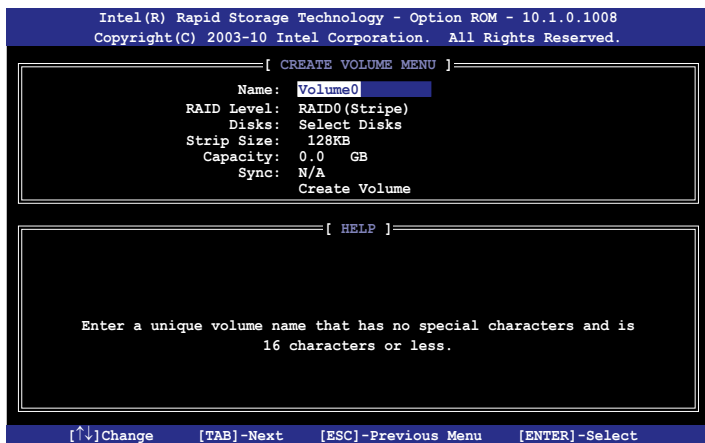 Intel(R) Rapid Storage Technology - Option ROM - 10.1.0.1008
Copyright(C) 2003-10 Intel Corporation. All Rights Reserved.
[ CREATE VOLUME MENU ]
Name: Volume0
RAID Level: RAID0(Stripe)
Disks: Select Disks
Strip Size: 128KB
Capacity: 0.0 GB
Sync: N/A
Create Volume
[ HELP ]
Enter a unique volume name that has no special characters and is
16 characters or less.
[↑↓]Change [TAB]-Next [ESC]-Previous Menu [ENTER]-Select